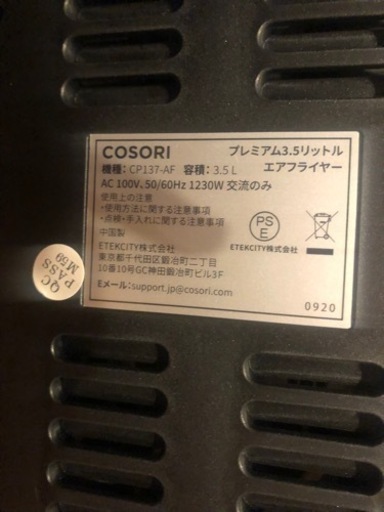 COSORI
プレミアム3.5リットル
エアフライヤー
機種：CP137-AF 容積：3.5 L
AC 100V、50/60Hz 1230W 交流のみ
使用上の注意
・使用方法に関する注意事項
・点検・手入れに関する注意事項
中国製
ETEKCITY株式会社
東京都千代田区鍛冶町二丁目
10番10号GC神田鍛冶町ビル3F
Eメール：support.jp@cosori.com
PS
E
ETEKCITY株式会社
0920
QC
PASS
M59